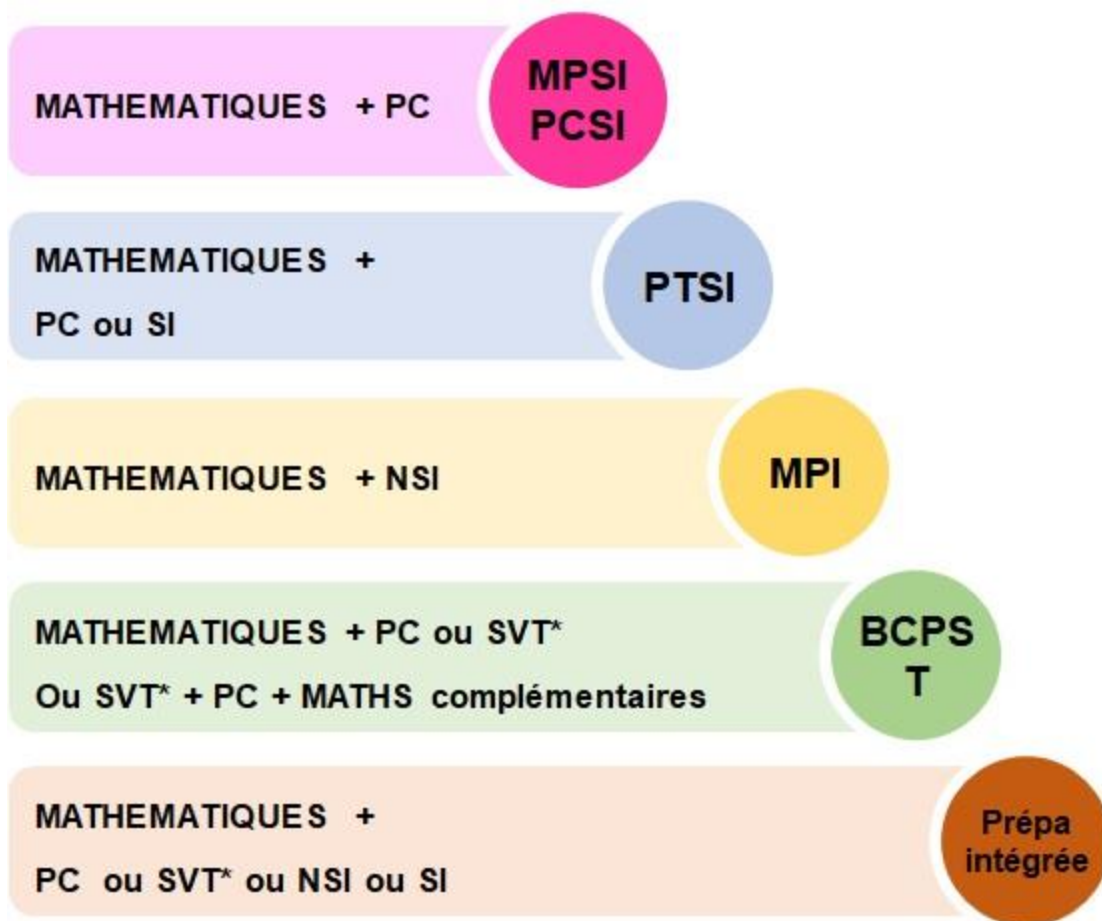 MATHEMATIQUES + PC
MPSI
PCSI
MATHEMATIQUES +
PC ou SI
PTSI
MATHEMATIQUES + NSI
MPI
MATHEMATIQUES + PC ou SVT*
Ou SVT* + PC + MATHS complémentaires
BCPS
T
MATHEMATIQUES +
PC ou SVT* ou NSI ou SI
Prépa
intégrée